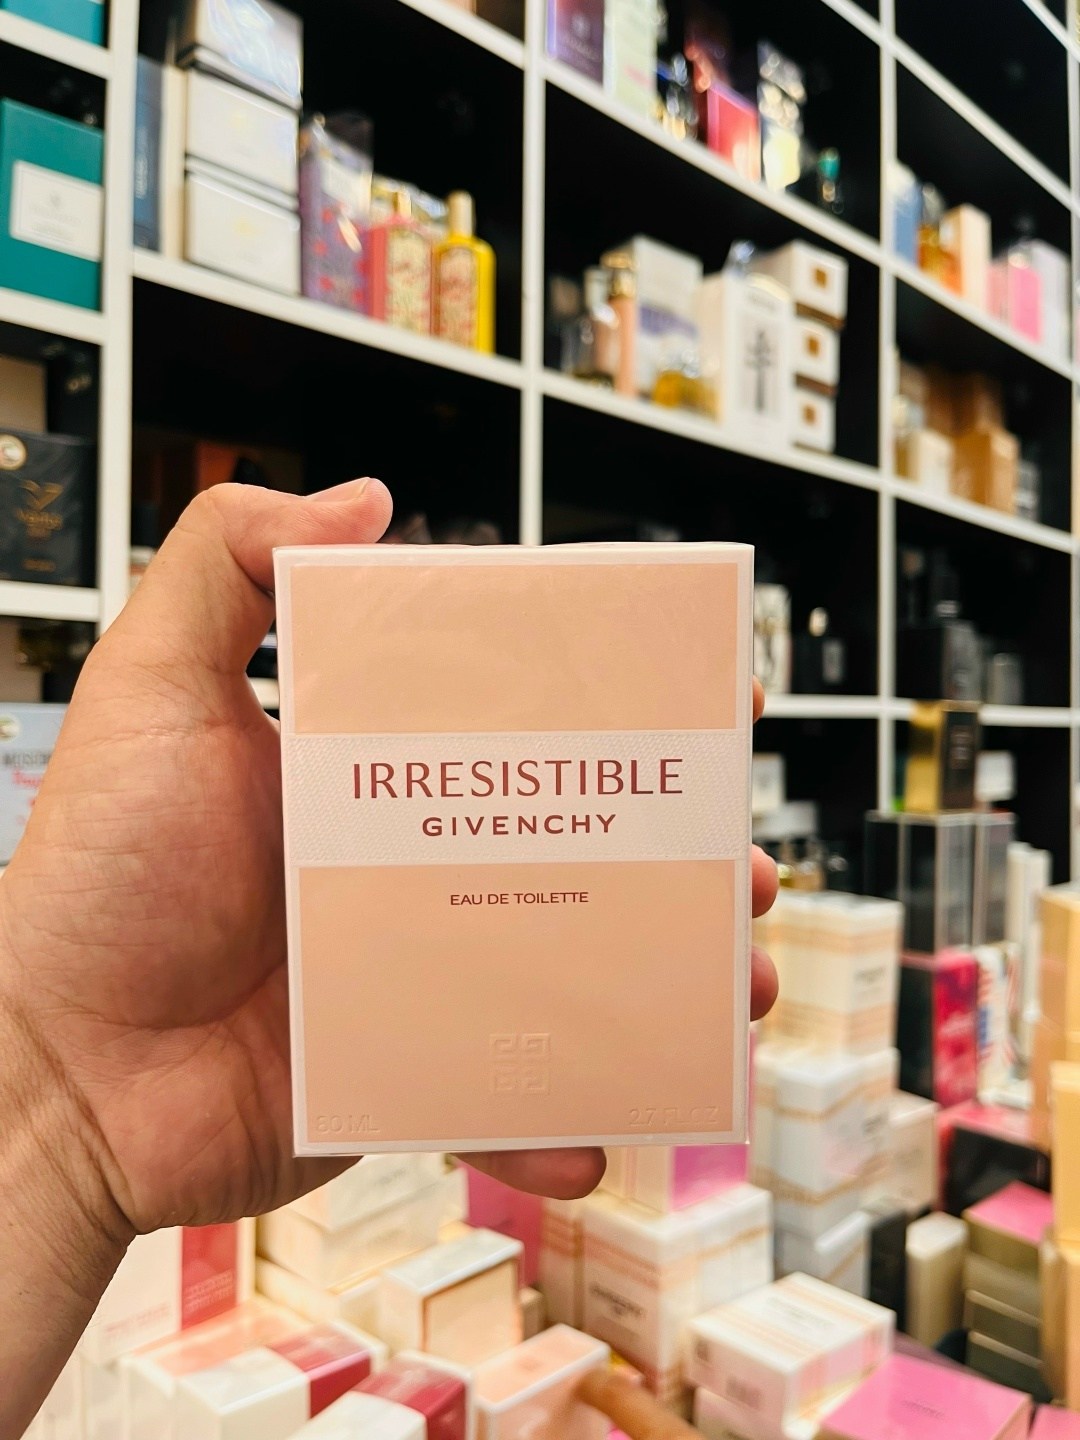 IRRESISTIBLE
GIVENCHY
EAU DE TOILETTE
80 ML
2.7 FL.OZ